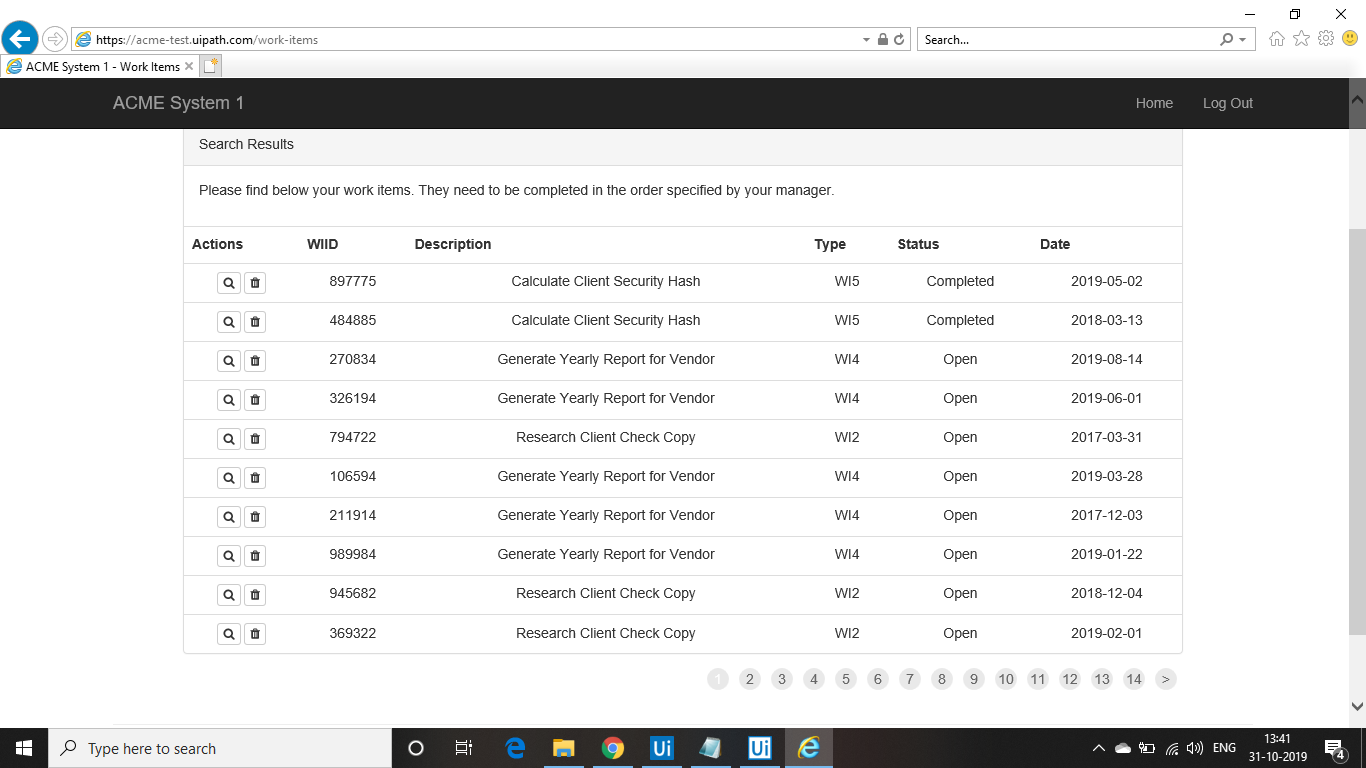 https://acme-test.uipath.com/work-items
Search...
ACME System 1 - Work Items
ACME System 1
Home
Log Out
Search Results
Please find below your work items. They need to be completed in the order specified by your manager.
Actions WIID Description Type Status Date
897775 Calculate Client Security Hash WI5 Completed 2019-05-02
484885 Calculate Client Security Hash WI5 Completed 2018-03-13
270834 Generate Yearly Report for Vendor WI4 Open 2019-08-14
326194 Generate Yearly Report for Vendor WI4 Open 2019-06-01
794722 Research Client Check Copy WI2 Open 2017-03-31
106594 Generate Yearly Report for Vendor WI4 Open 2019-03-28
211914 Generate Yearly Report for Vendor WI4 Open 2017-12-03
989984 Generate Yearly Report for Vendor WI4 Open 2019-01-22
945682 Research Client Check Copy WI2 Open 2018-12-04
369322 Research Client Check Copy WI2 Open 2019-02-01
1 2 3 4 5 6 7 8 9 10 11 12 13 14 >
Type here to search
Ui
Ui
ENG
13:41
31-10-2019
4